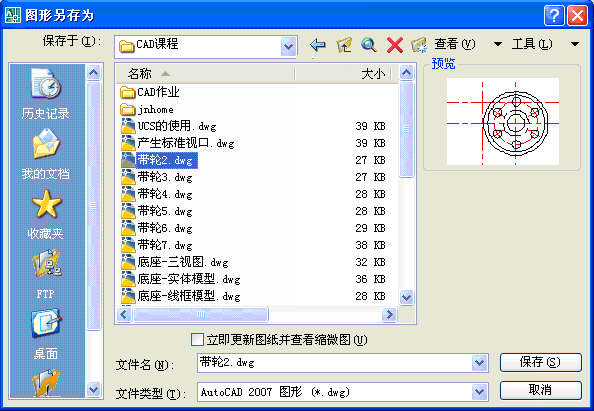 图形另存为
保存于(I): CAD课程 查看(V) 工具(L)
名称 大小 预览
历史记录
我的文档
收藏夹
FTP
桌面
CAD作业
jnhome
UCS的使用.dwg 39 KB
产生标准视口.dwg 39 KB
带轮2.dwg 27 KB
带轮3.dwg 27 KB
带轮4.dwg 28 KB
带轮5.dwg 28 KB
带轮6.dwg 29 KB
带轮7.dwg 38 KB
底座-三视图.dwg 32 KB
底座-实体模型.dwg 36 KB
底座-线框模型.dwg 28 KB
立即更新图纸并查看缩微图(U)
文件名(N): 带轮2.dwg 保存(S)
文件类型(T): AutoCAD 2007 图形 (*.dwg) 取消